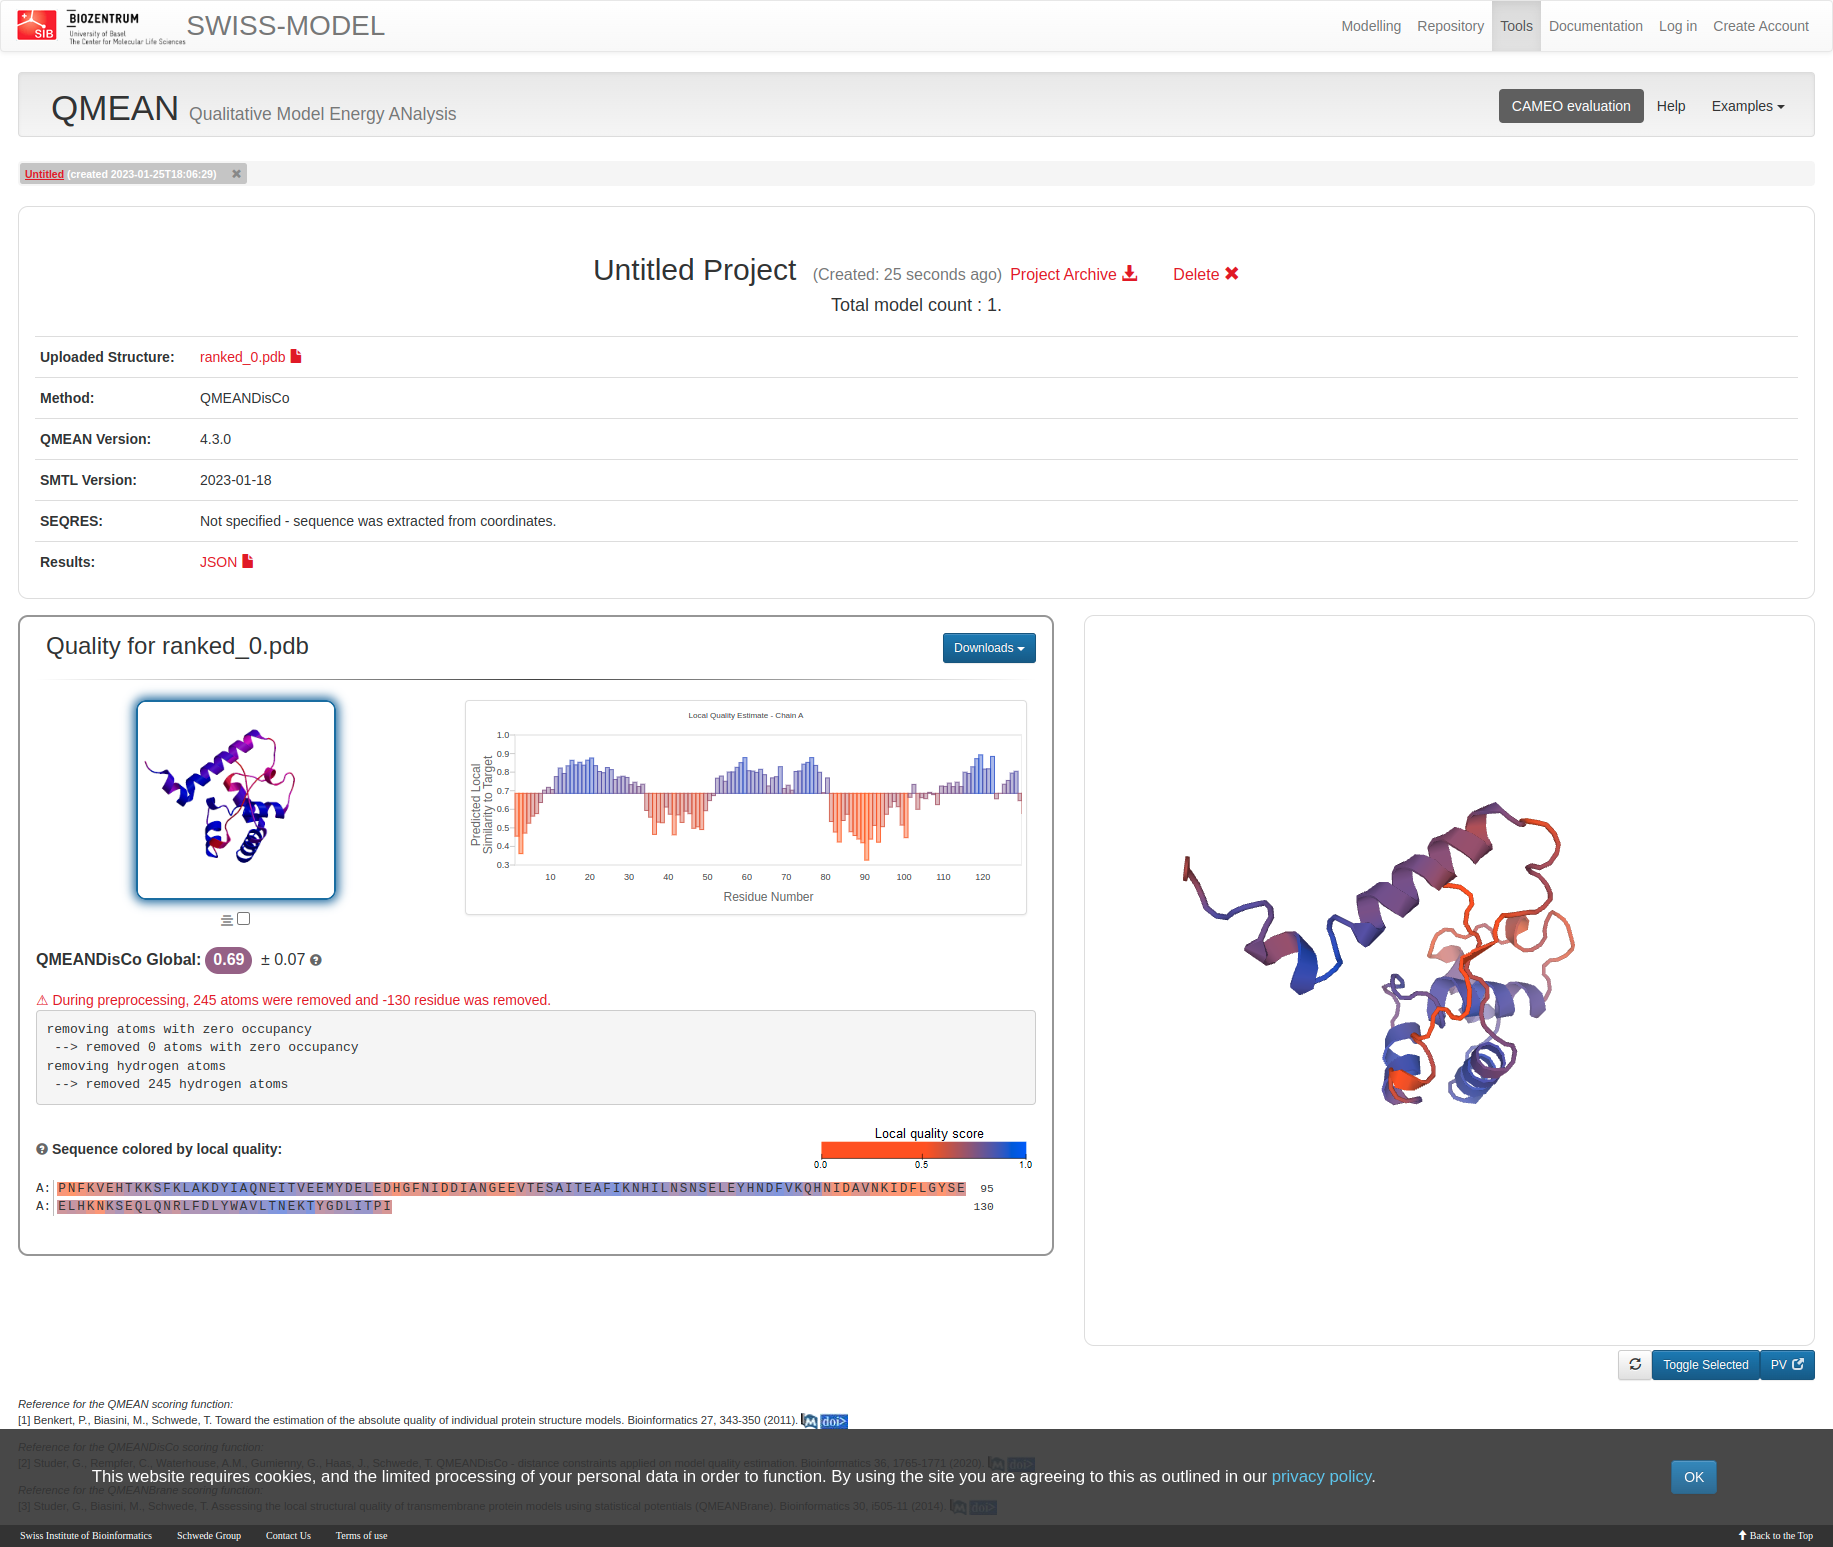 SIB
BIOZENTRUM
University of Basel
The Center for Molecular Life Sciences
SWISS-MODEL
Modelling
Repository
Tools
Documentation
Log in
Create Account
QMEAN Qualitative Model Energy ANalysis
CAMEO evaluation
Help
Examples
Untitled (created 2023-01-25T18:06:29)
Untitled Project (Created: 25 seconds ago) Project Archive Delete
Total model count : 1.
Uploaded Structure: ranked_0.pdb
Method: QMEANDisCo
QMEAN Version: 4.3.0
SMTL Version: 2023-01-18
SEQRES: Not specified - sequence was extracted from coordinates.
Results: JSON
Quality for ranked_0.pdb
Downloads
Local Quality Estimate - Chain A
Predicted Local
Similarity to Target
1.0
0.9
0.8
0.7
0.6
0.5
0.4
0.3
10 20 30 40 50 60 70 80 90 100 110 120
Residue Number
QMEANDisCo Global: 0.69 ± 0.07
⚠ During preprocessing, 245 atoms were removed and -130 residue was removed.
removing atoms with zero occupancy
--> removed 0 atoms with zero occupancy
removing hydrogen atoms
--> removed 245 hydrogen atoms
Sequence colored by local quality:
Local quality score
0.0 0.5 1.0
A: PNFKVEHTKKSFKLAKDYIAQNEITVEEMYDELEDHGFNIDDIANGEEVTESAITEAFIKNHILNSNSELEYHNDFVKQHNIDAVNKIDFLGYSE 95
A: ELHKNKSEQLQNRLFDLYWAVLTNEKTYGDLITPI 130
Toggle Selected
PV
Reference for the QMEAN scoring function:
[1] Benkert, P., Biasini, M., Schwede, T. Toward the estimation of the absolute quality of individual protein structure models. Bioinformatics 27, 343-350 (2011). M doi>
Reference for the QMEANDisCo scoring function:
[2] Studer, G., Rempfer, C., Waterhouse, A.M., Gumienny, G., Haas, J., Schwede, T. QMEANDisCo - distance constraints applied on model quality estimation. Bioinformatics 36, 1765-1771 (2020). M doi>
This website requires cookies, and the limited processing of your personal data in order to function. By using the site you are agreeing to this as outlined in our privacy policy.
OK
Reference for the QMEANBrane scoring function:
[3] Studer, G., Biasini, M., Schwede, T. Assessing the local structural quality of transmembrane protein models using statistical potentials (QMEANBrane). Bioinformatics 30, i505-11 (2014). M doi>
Swiss Institute of Bioinformatics
Schwede Group
Contact Us
Terms of use
Back to the Top